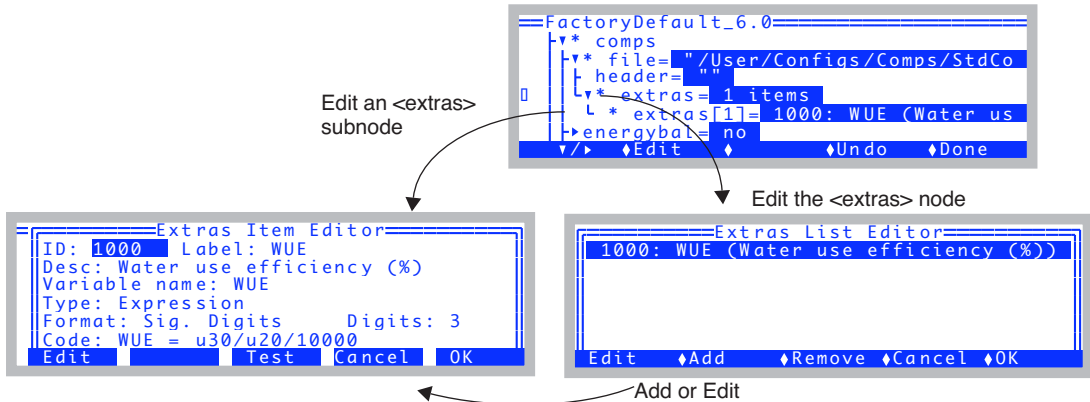 FactoryDefault_6.0
* comps
* file= "/User/Configs/Comps/StdCo
header= ""
* extras= 1 items
* extras[1]= 1000: WUE (Water us
energybal= no
Edit Undo Done
Edit an <extras>
subnode
Edit the <extras> node
Extras Item Editor
ID: 1000 Label: WUE
Desc: Water use efficiency (%)
Variable name: WUE
Type: Expression
Format: Sig. Digits Digits: 3
Code: WUE = u30/u20/10000
Edit Test Cancel OK
Extras List Editor
1000: WUE (Water use efficiency (%))
Edit Add Remove Cancel OK
Add or Edit